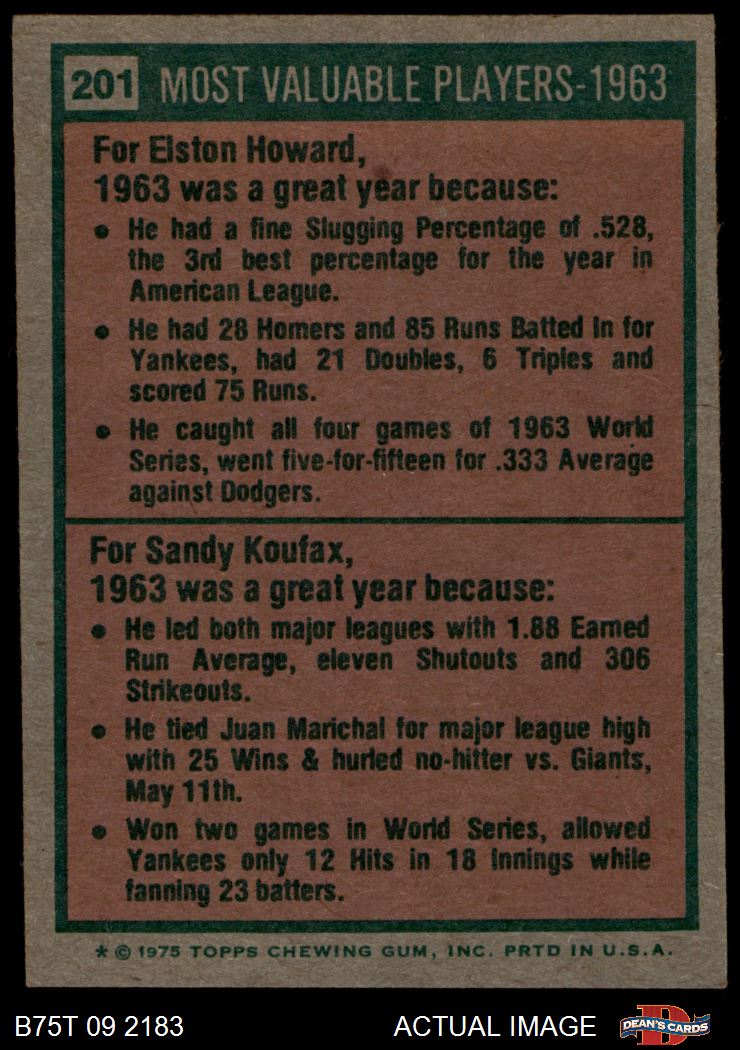 201 MOST VALUABLE PLAYERS-1963
For Elston Howard,
1963 was a great year because:
• He had a fine Slugging Percentage of .528,
the 3rd best percentage for the year in
American League.
• He had 28 Homers and 85 Runs Batted In for
Yankees, had 21 Doubles, 6 Triples and
scored 75 Runs.
• He caught all four games of 1963 World
Series, went five-for-fifteen for .333 Average
against Dodgers.
For Sandy Koufax,
1963 was a great year because:
• He led both major leagues with 1.88 Earned
Run Average, eleven Shutouts and 306
Strikeouts.
• He tied Juan Marichal for major league high
with 25 Wins & hurled no-hitter vs. Giants,
May 11th.
• Won two games in World Series, allowed
Yankees only 12 Hits in 18 Innings while
fanning 23 batters.
* © 1975 TOPPS CHEWING GUM, INC. PRTD IN U.S.A.
B75T 09 2183 ACTUAL IMAGE D DEAN'S CARDS